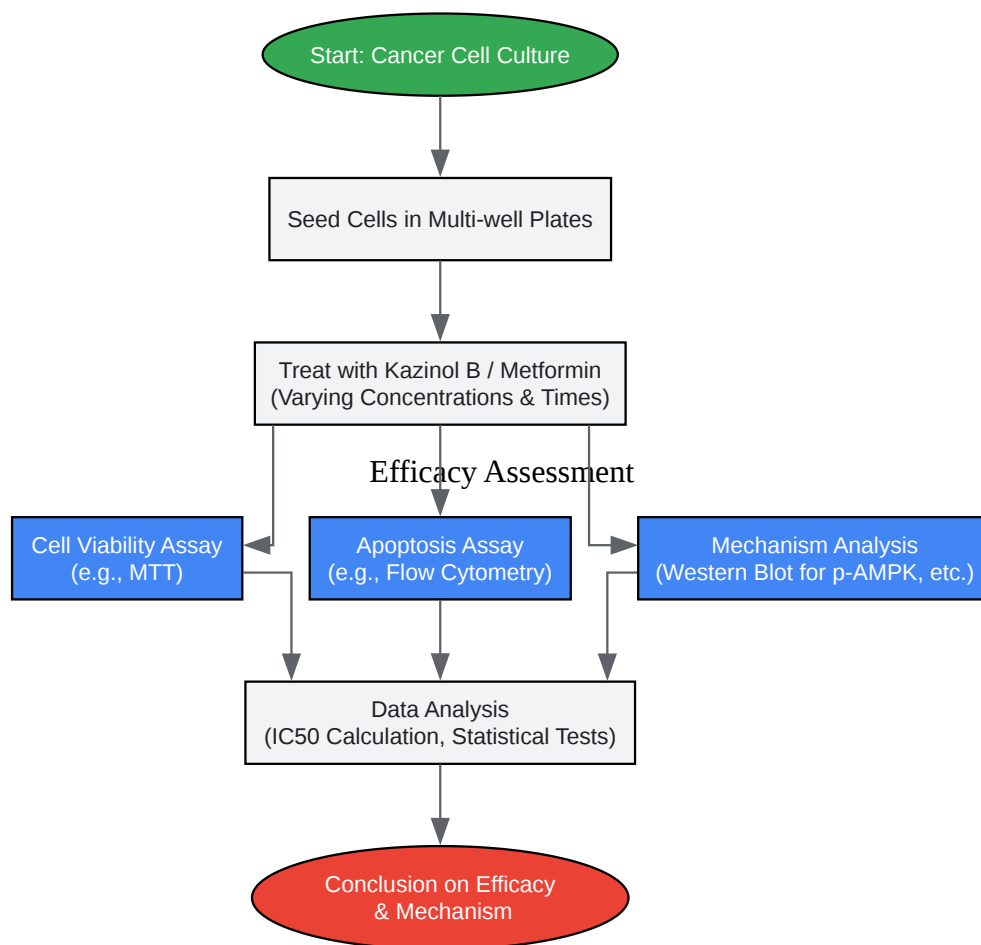 Start: Cancer Cell Culture
Seed Cells in Multi-well Plates
Treat with Kazinol B / Metformin
(Varying Concentrations & Times)
Efficacy Assessment
Cell Viability Assay
(e.g., MTT)
Apoptosis Assay
(e.g., Flow Cytometry)
Mechanism Analysis
(Western Blot for p-AMPK, etc.)
Data Analysis
(IC50 Calculation, Statistical Tests)
Conclusion on Efficacy
& Mechanism